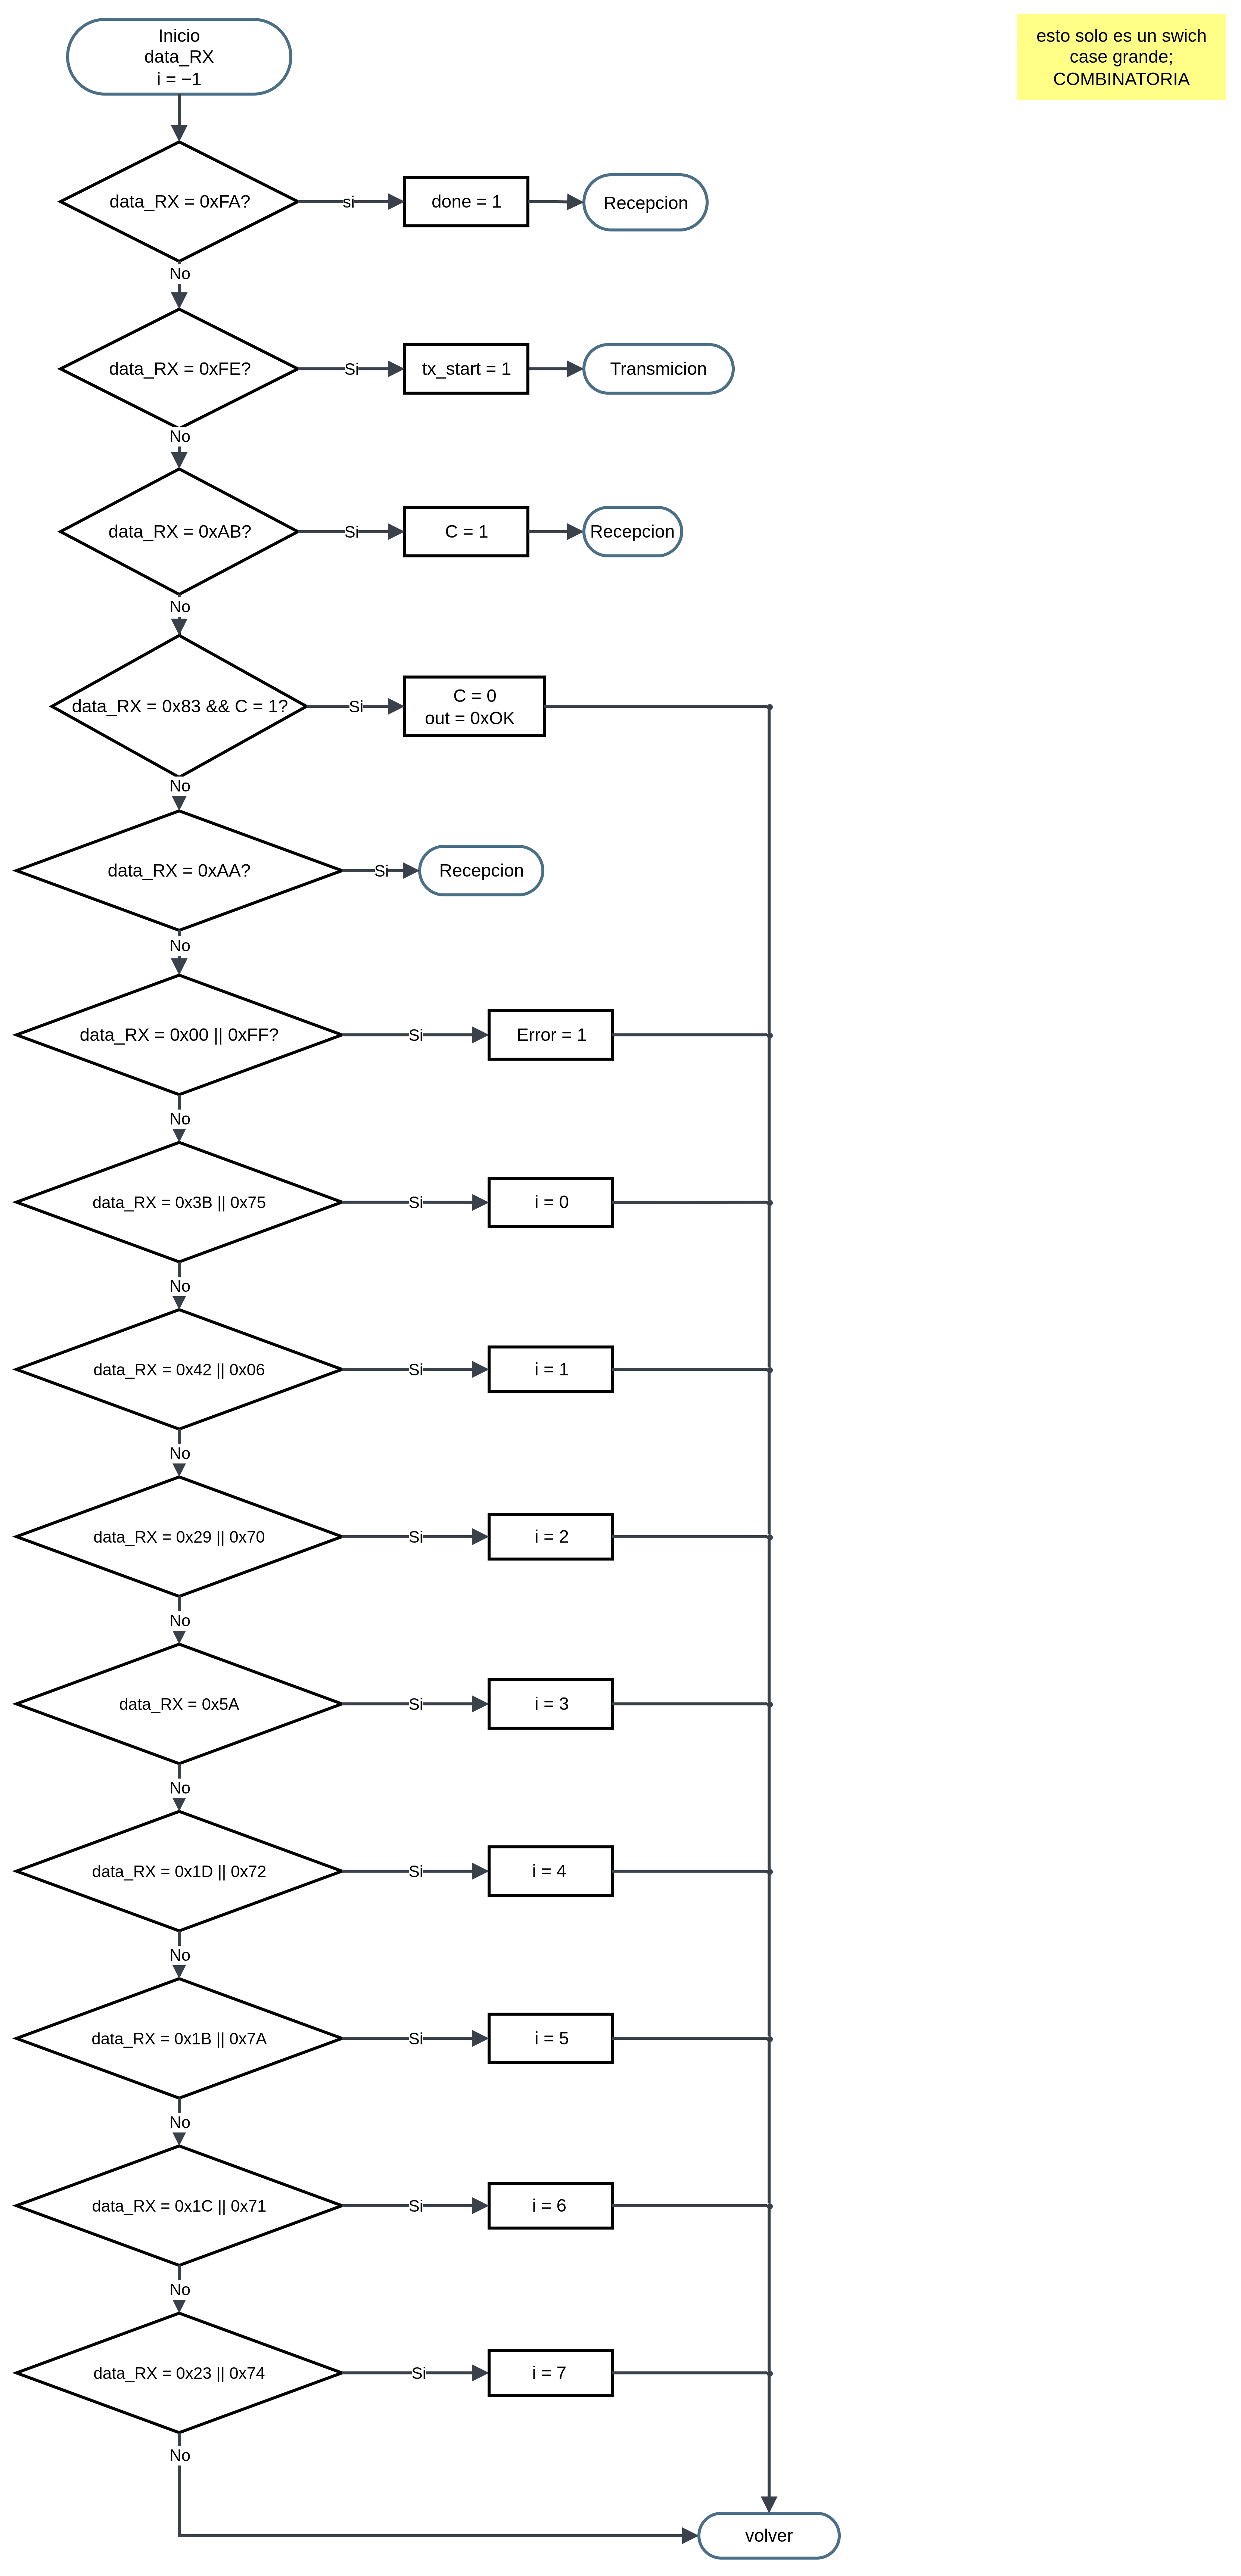 Inicio
data_RX
i = −1
esto solo es un swich
case grande;
COMBINATORIA
data_RX = 0xFA?
si
done = 1
Recepcion
No
data_RX = 0xFE?
Si
tx_start = 1
Transmicion
No
data_RX = 0xAB?
Si
C = 1
Recepcion
No
data_RX = 0x83 && C = 1?
Si
C = 0
out = 0xOK
No
data_RX = 0xAA?
Si
Recepcion
No
data_RX = 0x00 || 0xFF?
Si
Error = 1
No
data_RX = 0x3B || 0x75
Si
i = 0
No
data_RX = 0x42 || 0x06
Si
i = 1
No
data_RX = 0x29 || 0x70
Si
i = 2
No
data_RX = 0x5A
Si
i = 3
No
data_RX = 0x1D || 0x72
Si
i = 4
No
data_RX = 0x1B || 0x7A
Si
i = 5
No
data_RX = 0x1C || 0x71
Si
i = 6
No
data_RX = 0x23 || 0x74
Si
i = 7
No
volver